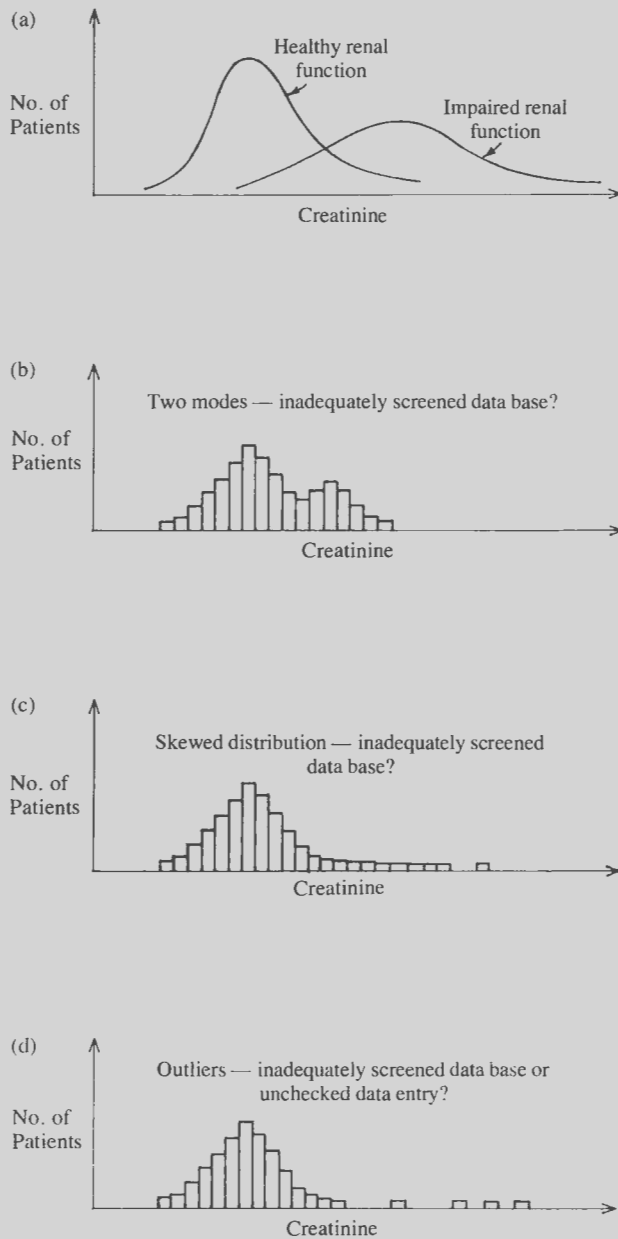 (a)
Healthy renal
function
No. of
Patients
Impaired renal
function
Creatinine
(b)
Two modes — inadequately screened data base?
No. of
Patients
Creatinine
(c)
Skewed distribution — inadequately screened
data base?
No. of
Patients
Creatinine
(d)
Outliers — inadequately screened data base or
unchecked data entry?
No. of
Patients
Creatinine